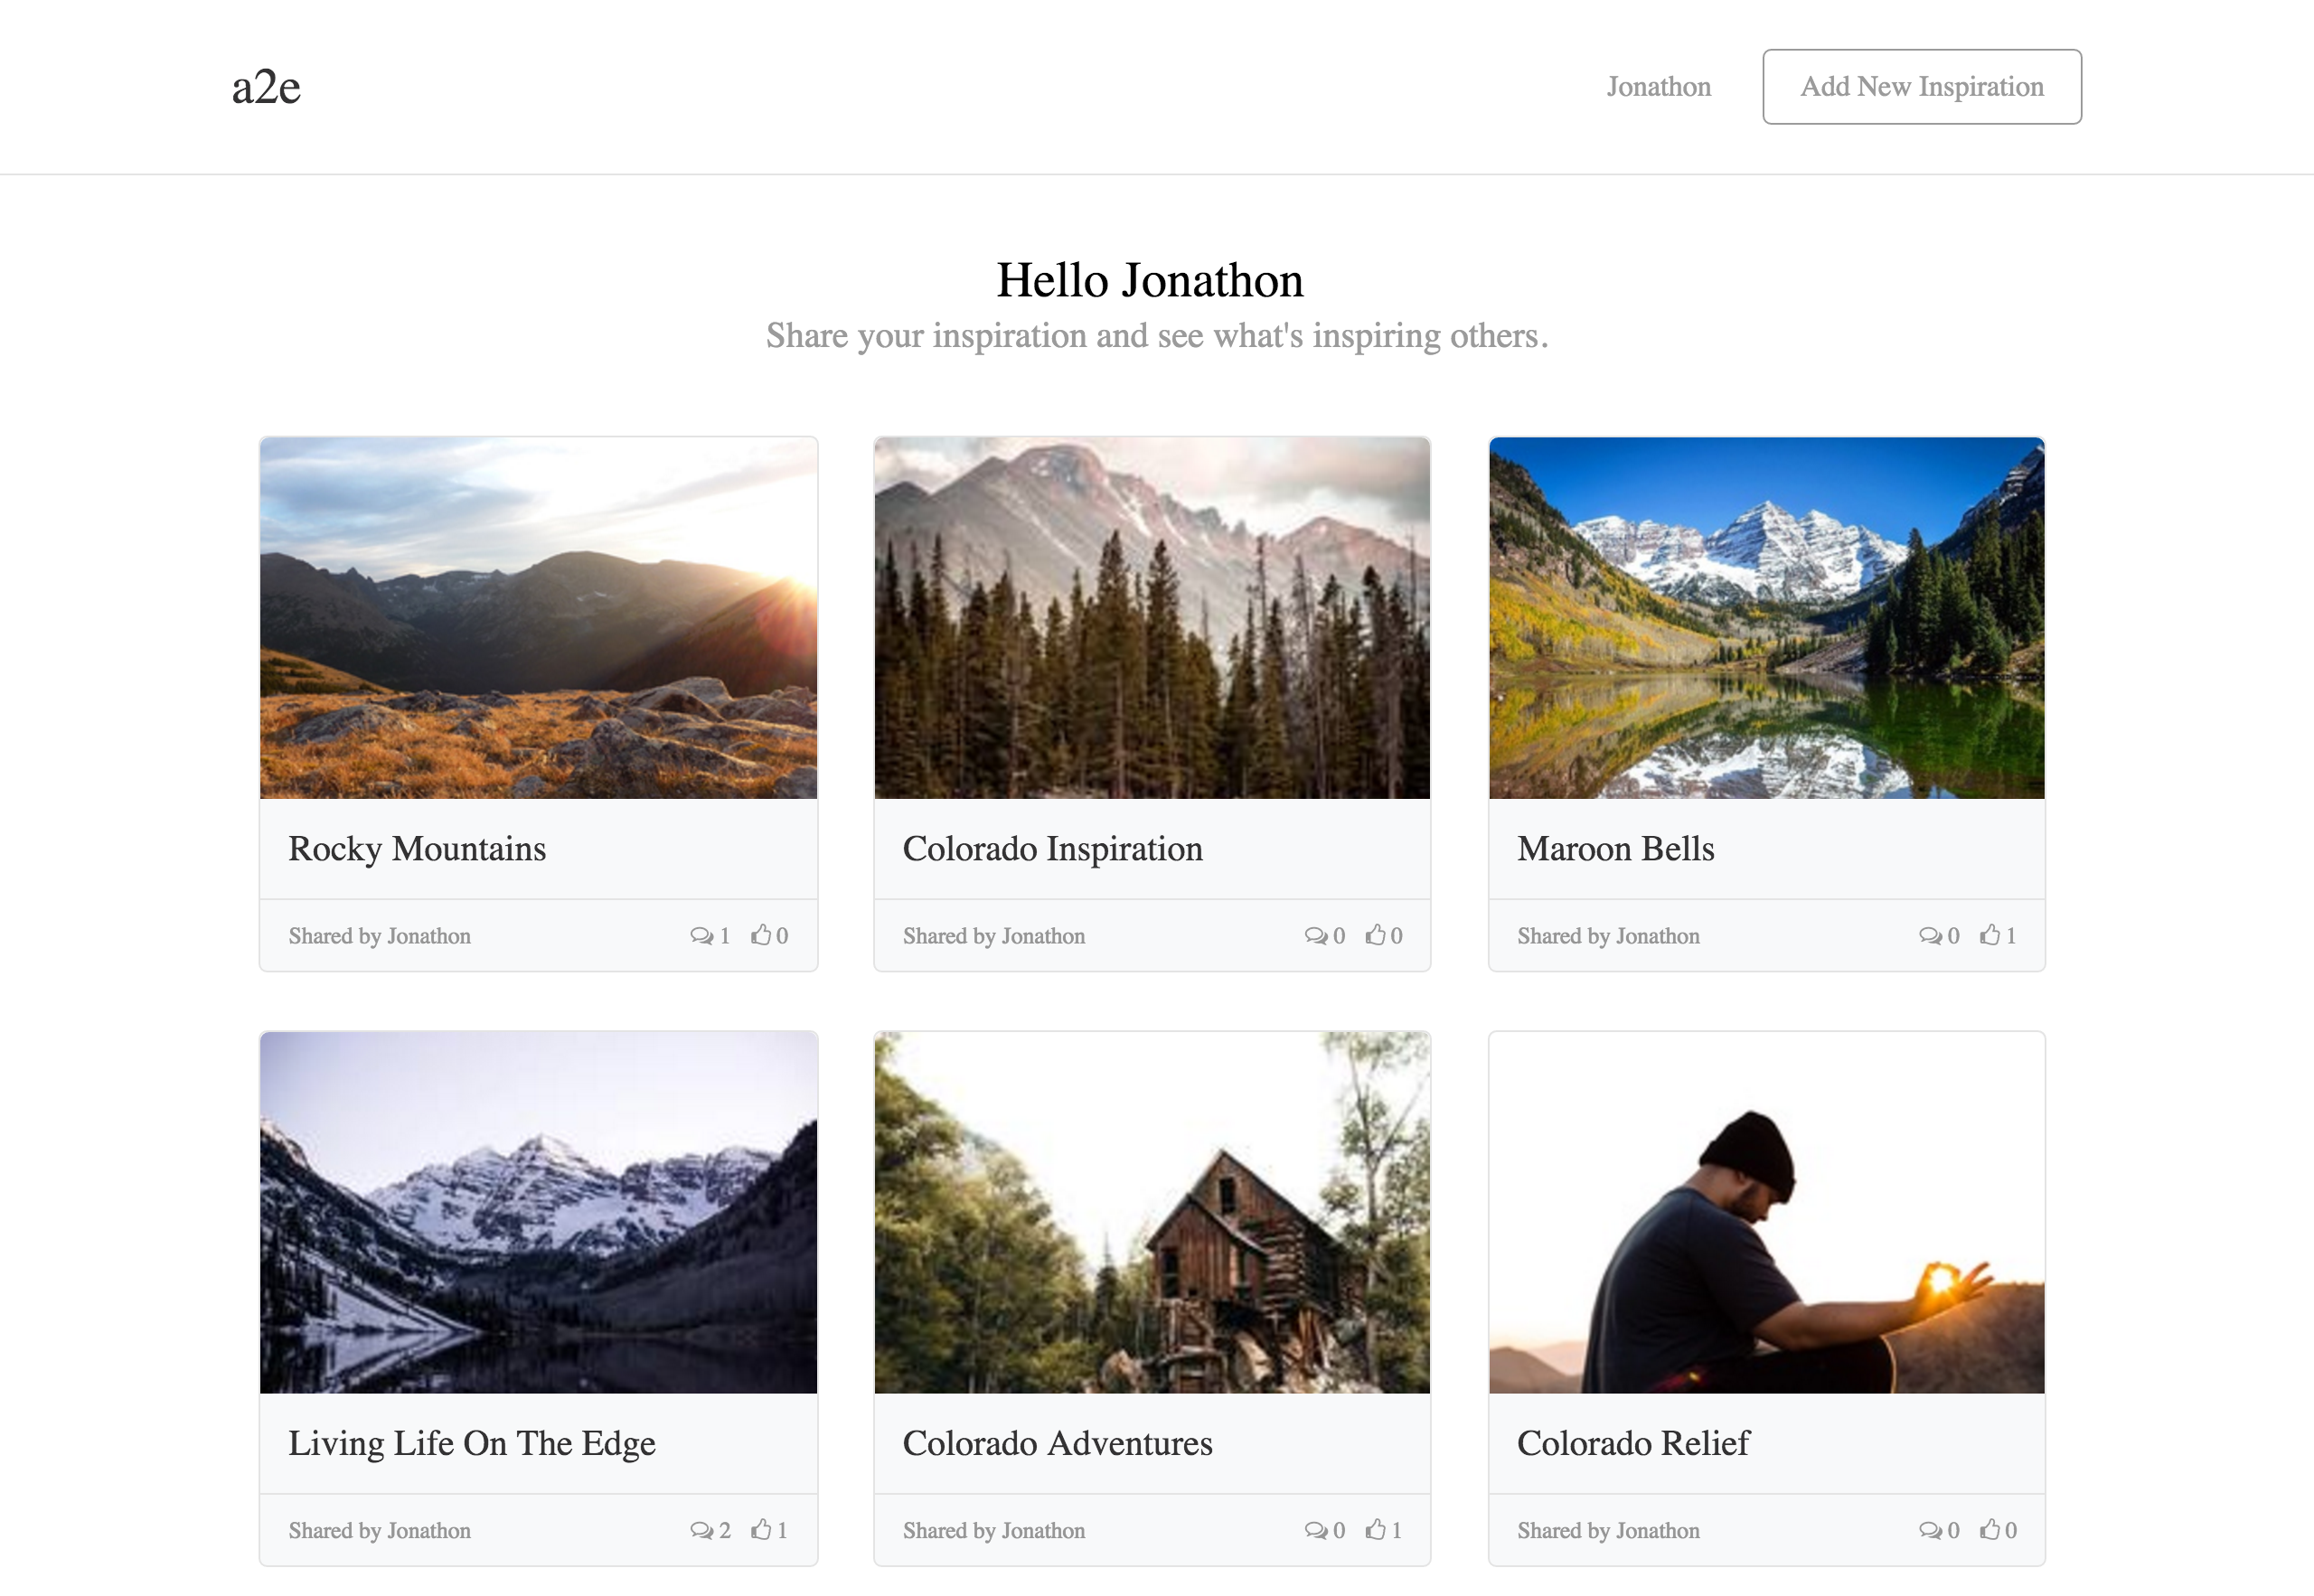 a2e
Jonathon
Add New Inspiration
Hello Jonathon
Share your inspiration and see what's inspiring others.
Rocky Mountains
Shared by Jonathon 1 0
Colorado Inspiration
Shared by Jonathon 0 0
Maroon Bells
Shared by Jonathon 0 1
Living Life On The Edge
Shared by Jonathon 2 1
Colorado Adventures
Shared by Jonathon 0 1
Colorado Relief
Shared by Jonathon 0 0